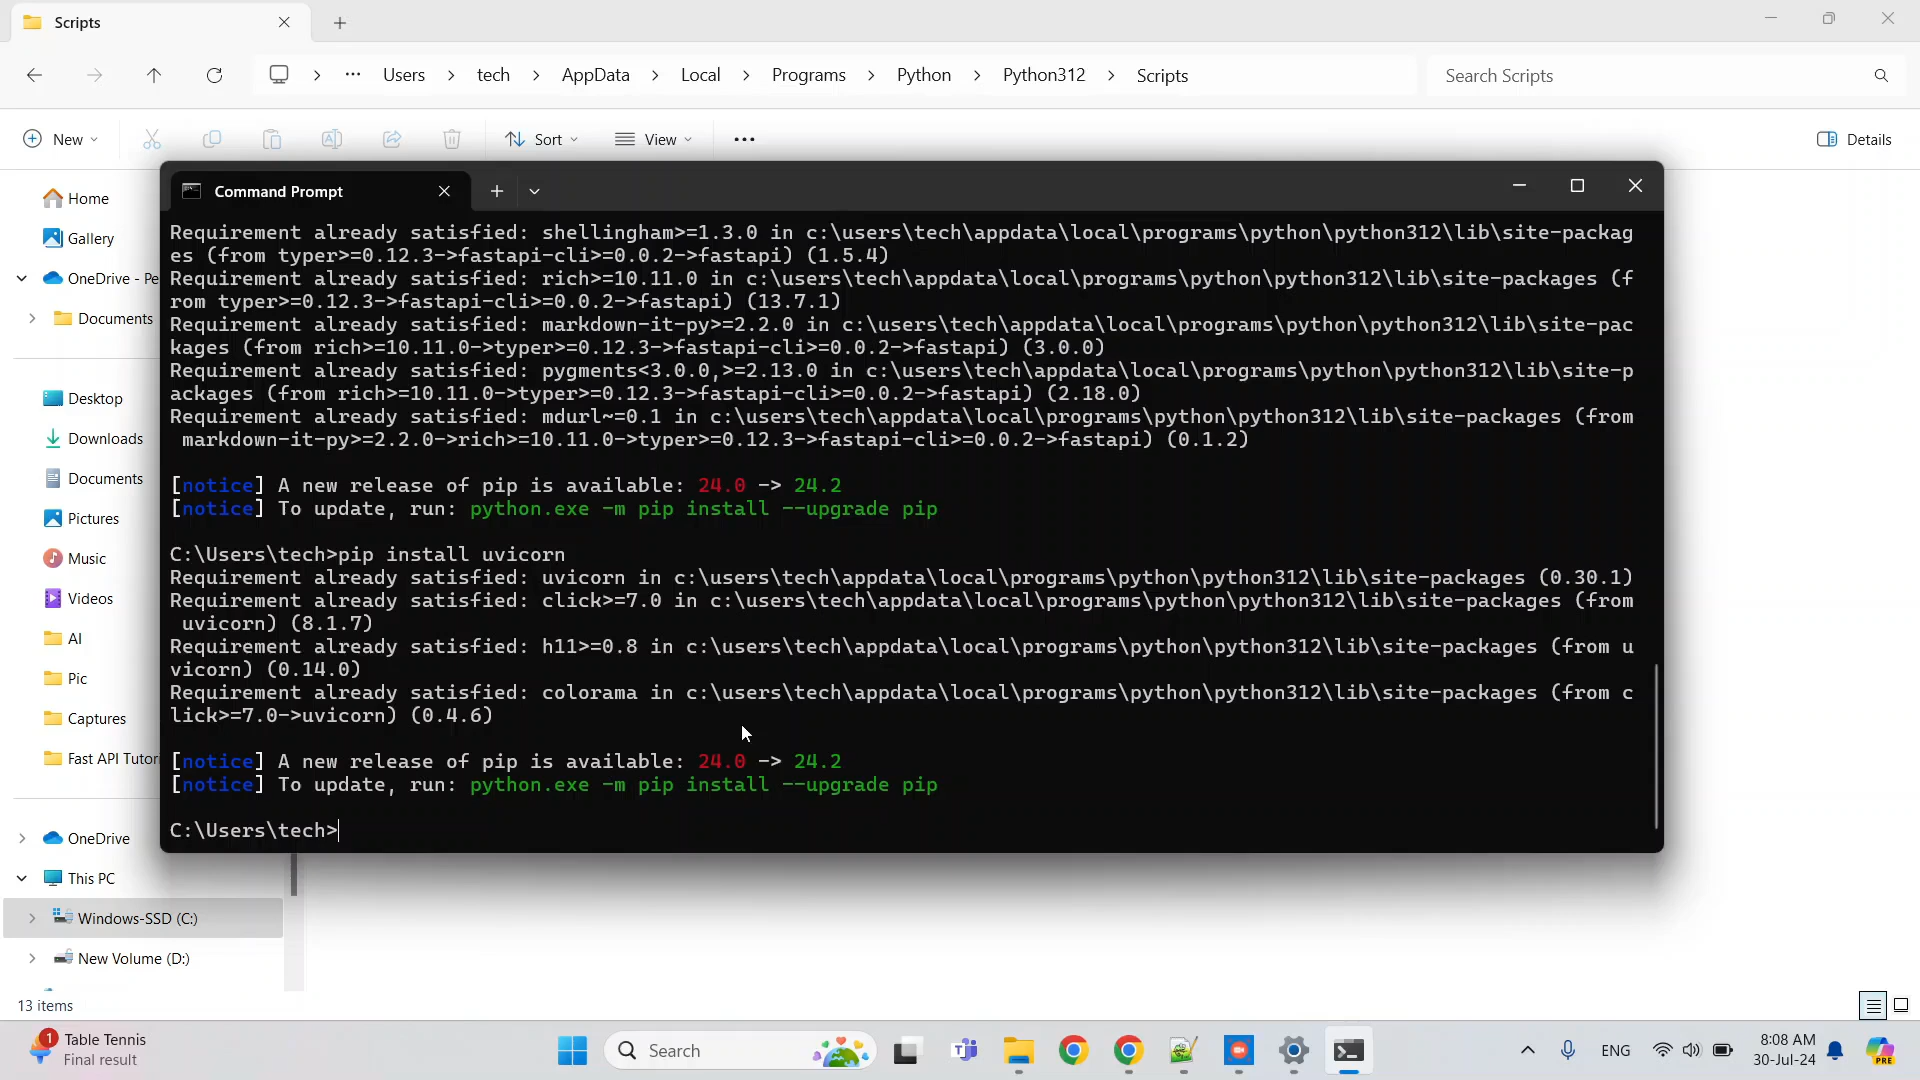 Scripts
Users > tech > AppData > Local > Programs > Python > Python312 > Scripts
Search Scripts
New
Sort
View
Details
Home
Gallery
OneDrive - Pe
Documents
Desktop
Downloads
Documents
Pictures
Music
Videos
AI
Pic
Captures
Fast API Tutori
OneDrive
This PC
Windows-SSD (C:)
New Volume (D:)
13 items
Command Prompt
Requirement already satisfied: shellingham>=1.3.0 in c:\users\tech\appdata\local\programs\python\python312\lib\site-packag
es (from typer>=0.12.3->fastapi-cli>=0.0.2->fastapi) (1.5.4)
Requirement already satisfied: rich>=10.11.0 in c:\users\tech\appdata\local\programs\python\python312\lib\site-packages (f
rom typer>=0.12.3->fastapi-cli>=0.0.2->fastapi) (13.7.1)
Requirement already satisfied: markdown-it-py>=2.2.0 in c:\users\tech\appdata\local\programs\python\python312\lib\site-pac
kages (from rich>=10.11.0->typer>=0.12.3->fastapi-cli>=0.0.2->fastapi) (3.0.0)
Requirement already satisfied: pygments<3.0.0,>=2.13.0 in c:\users\tech\appdata\local\programs\python\python312\lib\site-p
ackages (from rich>=10.11.0->typer>=0.12.3->fastapi-cli>=0.0.2->fastapi) (2.18.0)
Requirement already satisfied: mdurl~=0.1 in c:\users\tech\appdata\local\programs\python\python312\lib\site-packages (from
markdown-it-py>=2.2.0->rich>=10.11.0->typer>=0.12.3->fastapi-cli>=0.0.2->fastapi) (0.1.2)
[notice] A new release of pip is available: 24.0 -> 24.2
[notice] To update, run: python.exe -m pip install --upgrade pip
C:\Users\tech>pip install uvicorn
Requirement already satisfied: uvicorn in c:\users\tech\appdata\local\programs\python\python312\lib\site-packages (0.30.1)
Requirement already satisfied: click>=7.0 in c:\users\tech\appdata\local\programs\python\python312\lib\site-packages (from
uvicorn) (8.1.7)
Requirement already satisfied: h11>=0.8 in c:\users\tech\appdata\local\programs\python\python312\lib\site-packages (from u
vicorn) (0.14.0)
Requirement already satisfied: colorama in c:\users\tech\appdata\local\programs\python\python312\lib\site-packages (from c
lick>=7.0->uvicorn) (0.4.6)
[notice] A new release of pip is available: 24.0 -> 24.2
[notice] To update, run: python.exe -m pip install --upgrade pip
C:\Users\tech>
1
Table Tennis
Final result
Search
ENG
8:08 AM
30-Jul-24
PRE